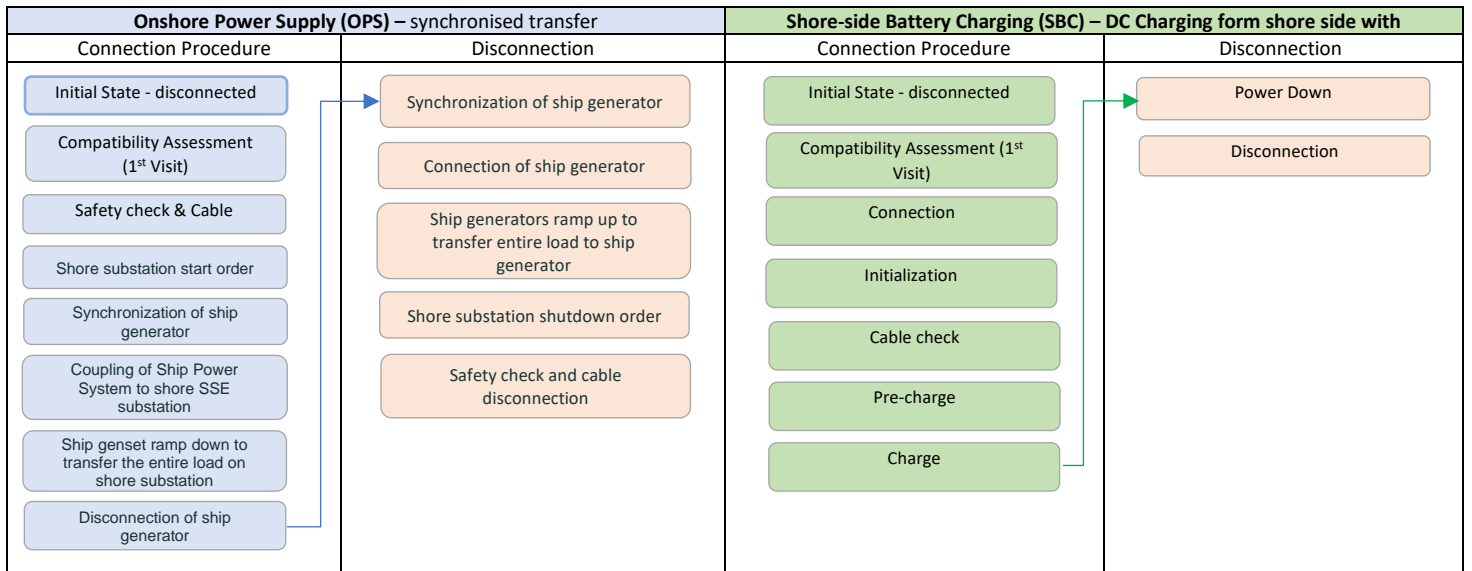 Onshore Power Supply (OPS) – synchronised transfer
Shore-side Battery Charging (SBC) – DC Charging form shore side with
Connection Procedure
Disconnection
Connection Procedure
Disconnection
Initial State - disconnected
Compatibility Assessment
(1st Visit)
Safety check & Cable
Shore substation start order
Synchronization of ship
generator
Coupling of Ship Power
System to shore SSE
substation
Ship genset ramp down to
transfer the entire load on
shore substation
Disconnection of ship
generator
Synchronization of ship generator
Connection of ship generator
Ship generators ramp up to
transfer entire load to ship
generator
Shore substation shutdown order
Safety check and cable
disconnection
Initial State - disconnected
Compatibility Assessment (1st
Visit)
Connection
Initialization
Cable check
Pre-charge
Charge
Power Down
Disconnection